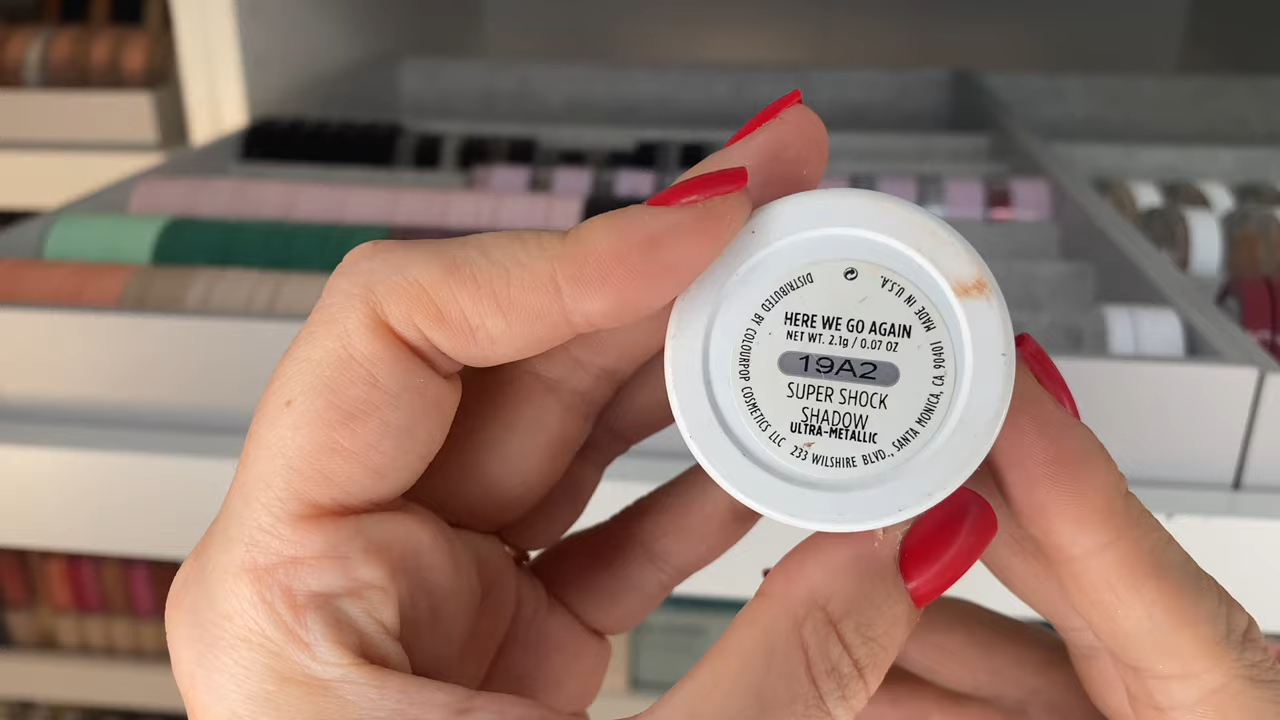 HERE WE GO AGAIN
NET WT. 2.1g / 0.07 OZ
19A2
SUPER SHOCK
SHADOW
ULTRA-METALLIC
DISTRIBUTED BY COLOURPOP COSMETICS LLC 233 WILSHIRE BLVD., SANTA MONICA, CA 90401 MADE IN U.S.A.